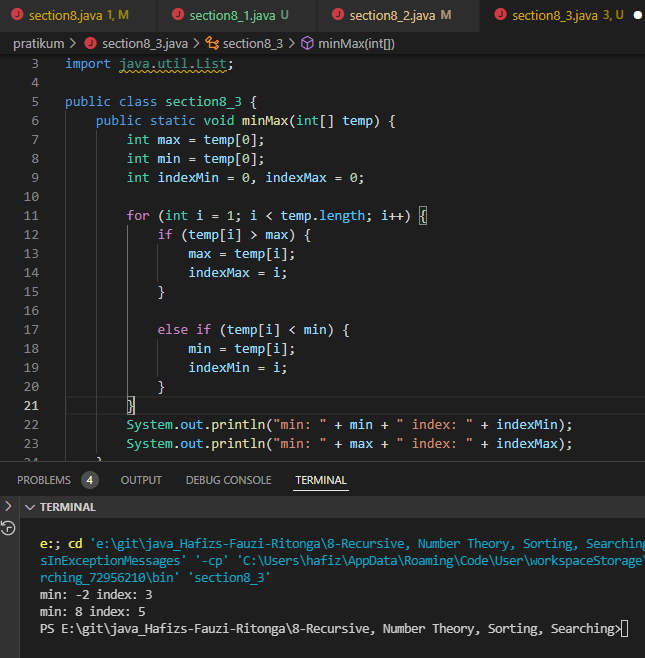 section8.java 1, M section8_1.java U section8_2.java M section8_3.java 3, U
pratikum > section8_3.java > section8_3 > minMax(int[])
3 import java.util.List;
4
5 public class section8_3 {
6 public static void minMax(int[] temp) {
7 int max = temp[0];
8 int min = temp[0];
9 int indexMin = 0, indexMax = 0;
10
11 for (int i = 1; i < temp.length; i++) {
12 if (temp[i] > max) {
13 max = temp[i];
14 indexMax = i;
15 }
16
17 else if (temp[i] < min) {
18 min = temp[i];
19 indexMin = i;
20 }
21 }
22 System.out.println("min: " + min + " index: " + indexMin);
23 System.out.println("min: " + max + " index: " + indexMax);
PROBLEMS 4 OUTPUT DEBUG CONSOLE TERMINAL
TERMINAL
e:; cd 'e:\git\java_Hafizs-Fauzi-Ritonga\8-Recursive, Number Theory, Sorting, Searching
sInExceptionMessages' '-cp' 'C:\Users\hafiz\AppData\Roaming\Code\User\workspaceStorage\
rching_72956210\bin' 'section8_3'
min: -2 index: 3
min: 8 index: 5
PS E:\git\java_Hafizs-Fauzi-Ritonga\8-Recursive, Number Theory, Sorting, Searching>